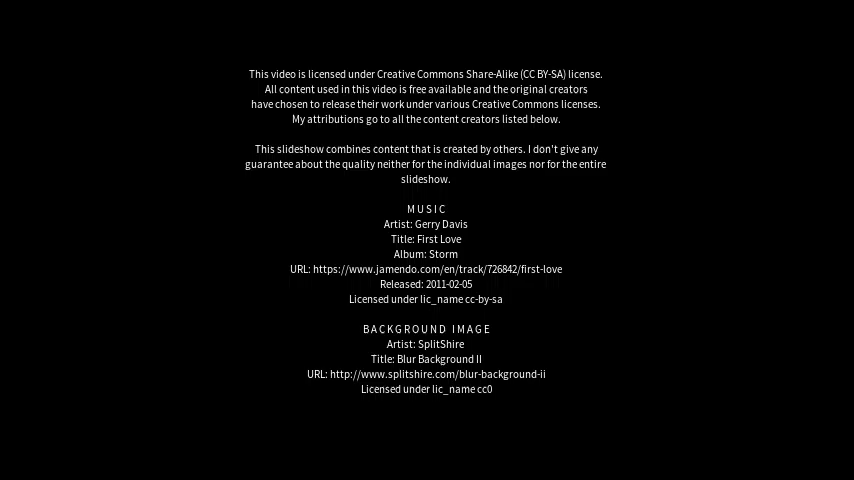 This video is licensed under Creative Commons Share-Alike (CC BY-SA) license.
All content used in this video is free available and the original creators
have chosen to release their work under various Creative Commons licenses.
My attributions go to all the content creators listed below.
This slideshow combines content that is created by others. I don't give any
guarantee about the quality neither for the individual images nor for the entire
slideshow.
MUSIC
Artist: Gerry Davis
Title: First Love
Album: Storm
URL: https://www.jamendo.com/en/track/726842/first-love
Released: 2011-02-05
Licensed under lic_name cc-by-sa
BACKGROUND IMAGE
Artist: SplitShire
Title: Blur Background II
URL: http://www.splitshire.com/blur-background-ii
Licensed under lic_name cc0